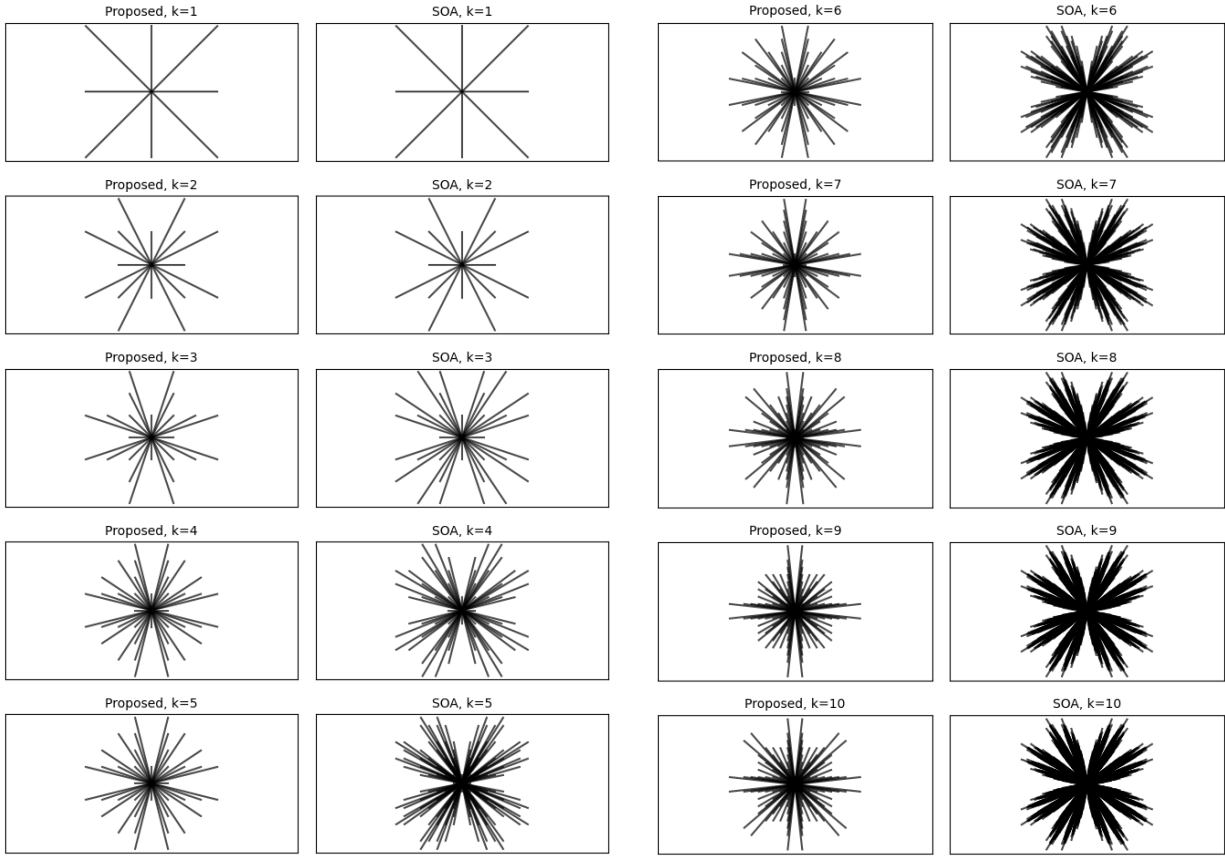 Proposed, k=1
SOA, k=1
Proposed, k=6
SOA, k=6
Proposed, k=2
SOA, k=2
Proposed, k=7
SOA, k=7
Proposed, k=3
SOA, k=3
Proposed, k=8
SOA, k=8
Proposed, k=4
SOA, k=4
Proposed, k=9
SOA, k=9
Proposed, k=5
SOA, k=5
Proposed, k=10
SOA, k=10